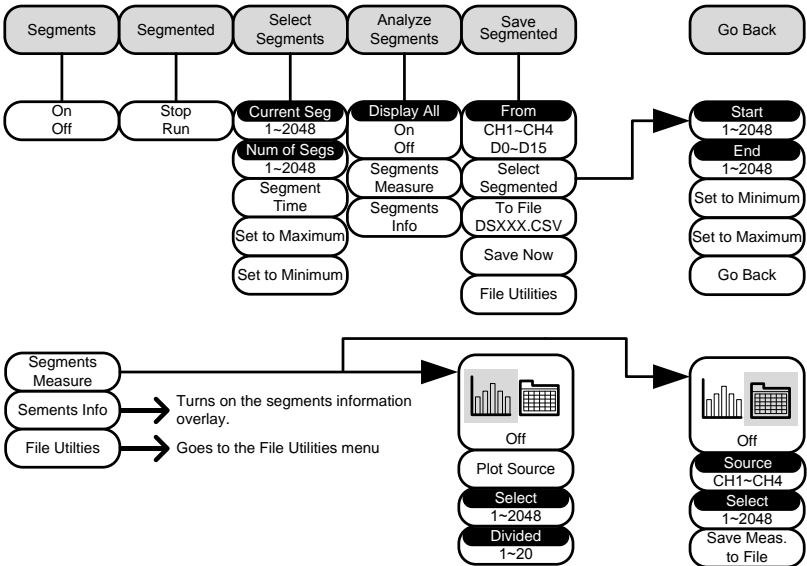 Segments
Segmented
Select
Segments
Analyze
Segments
Save
Segmented
Go Back
On
Off
Stop
Run
Current Seg
1~2048
Num of Segs
1~2048
Segment
Time
Set to Maximum
Set to Minimum
Display All
On
Off
Segments
Measure
Segments
Info
From
CH1~CH4
D0~D15
Select
Segmented
To File
DSXXX.CSV
Save Now
File Utilities
Start
1~2048
End
1~2048
Set to Minimum
Set to Maximum
Go Back
Segments
Measure
Sements Info
Turns on the segments information
overlay.
File Utilties
Goes to the File Utilities menu
Off
Plot Source
Select
1~2048
Divided
1~20
Off
Source
CH1~CH4
Select
1~2048
Save Meas.
to File